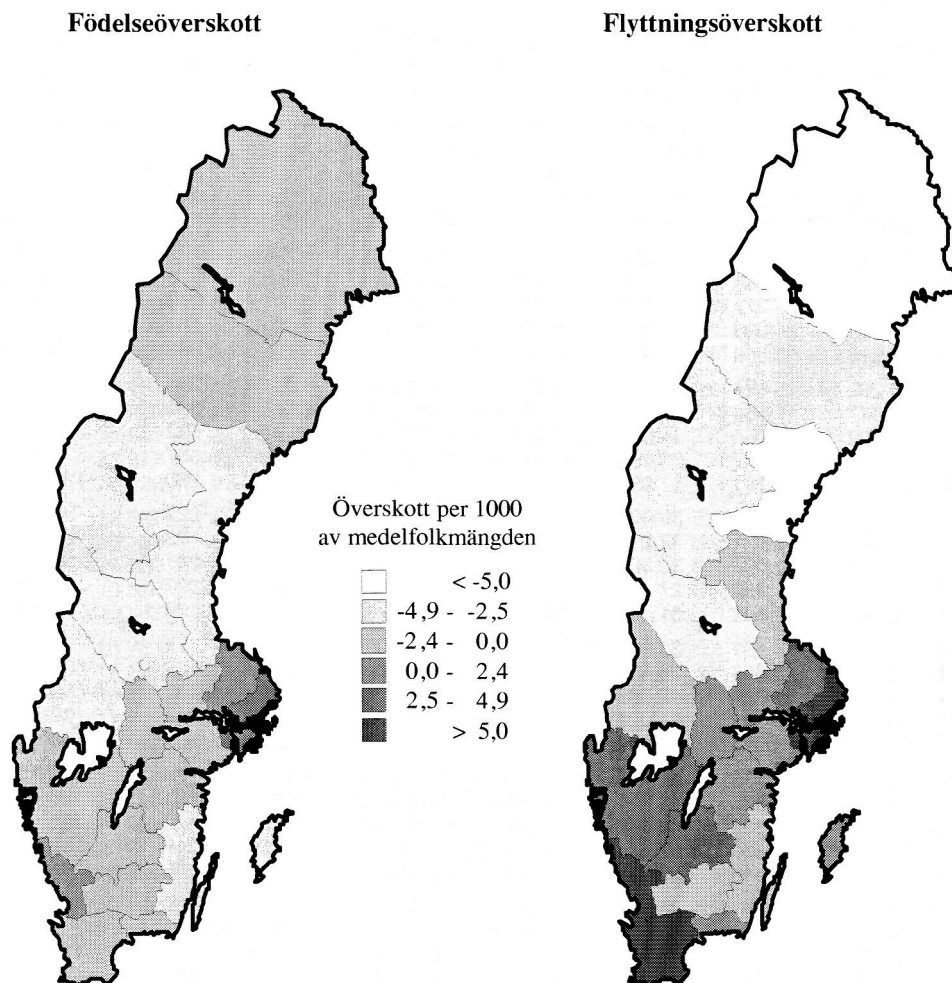 Födelseöverskott
Flyttningsöverskott
Överskott per 1000
av medelfolkmängden
< -5,0
-4,9 - -2,5
-2,4 - 0,0
0,0 - 2,4
2,5 - 4,9
> 5,0